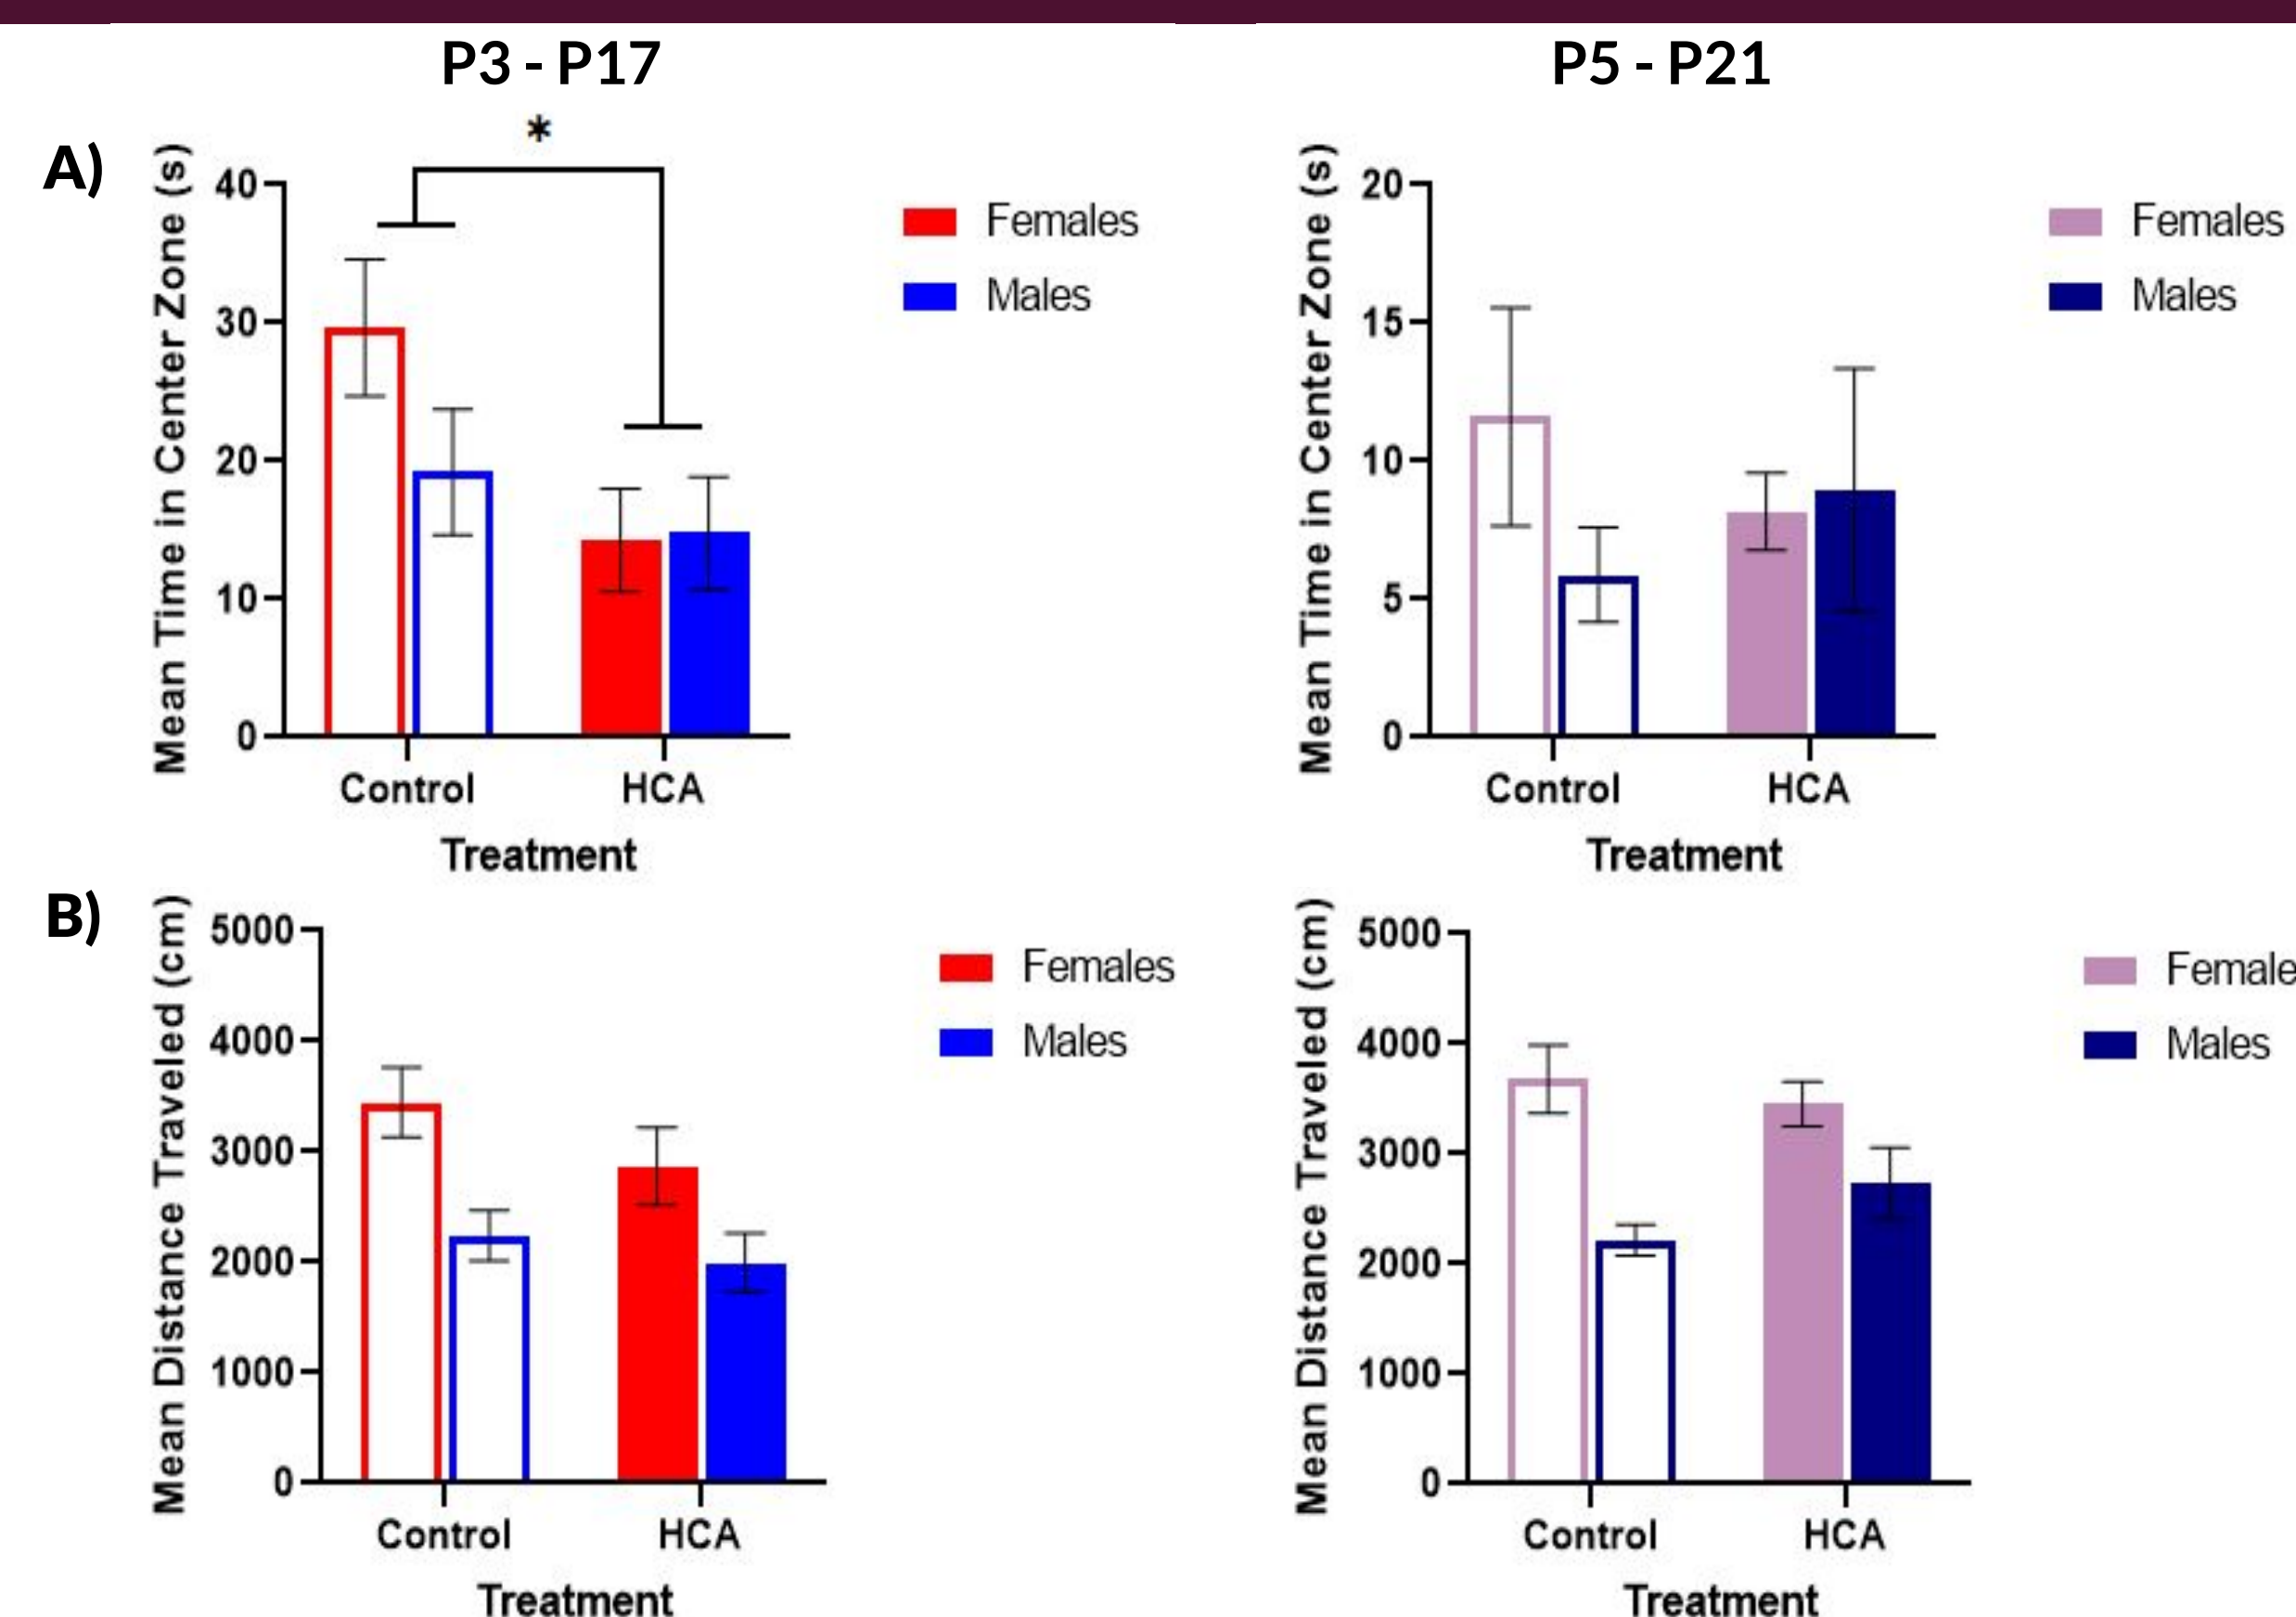 P3 - P17
P5 - P21
A)
*
Mean Time in Center Zone (s)
40
30
20
10
0
Control
HCA
Treatment
Females
Males
Mean Time in Center Zone (s)
20
15
10
5
0
Control
HCA
Treatment
Females
Males
B)
Mean Distance Traveled (cm)
5000
4000
3000
2000
1000
0
Control
HCA
Treatment
Females
Males
Mean Distance Traveled (cm)
5000
4000
3000
2000
1000
0
Control
HCA
Treatment
Female
Males